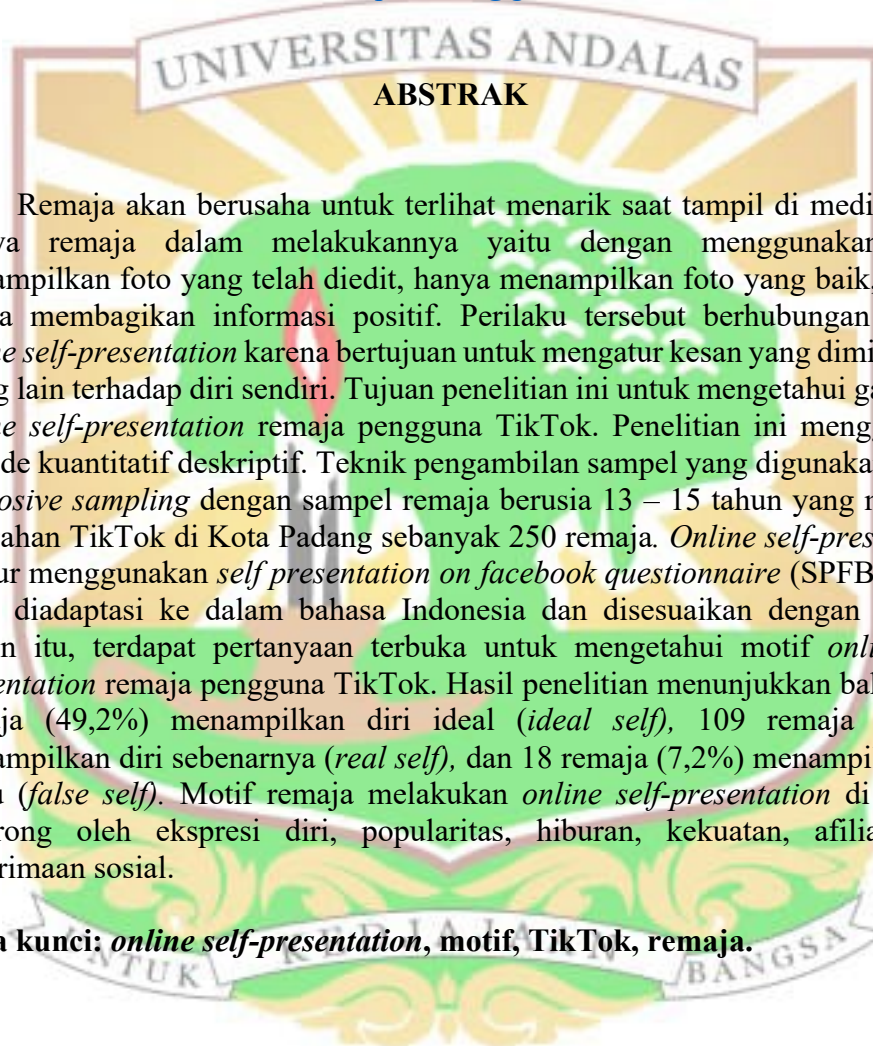 UNIVERSITAS ANDALAS
ABSTRAK
Remaja akan berusaha untuk terlihat menarik saat tampil di medi
ya remaja dalam melakukannya yaitu dengan menggunakan
ampilkan foto yang telah diedit, hanya menampilkan foto yang baik,
a membagikan informasi positif. Perilaku tersebut berhubungan
ne self-presentation karena bertujuan untuk mengatur kesan yang dimi
g lain terhadap diri sendiri. Tujuan penelitian ini untuk mengetahui ga
ne self-presentation remaja pengguna TikTok. Penelitian ini mengg
de kuantitatif deskriptif. Teknik pengambilan sampel yang digunaka
osive sampling dengan sampel remaja berusia 13 – 15 tahun yang m
ahan TikTok di Kota Padang sebanyak 250 remaja. Online self-pres
ur menggunakan self presentation on facebook questionnaire (SPFB
diadaptasi ke dalam bahasa Indonesia dan disesuaikan dengan
n itu, terdapat pertanyaan terbuka untuk mengetahui motif onli
entation remaja pengguna TikTok. Hasil penelitian menunjukkan bal
ja (49,2%) menampilkan diri ideal (ideal self), 109 remaja
ampilkan diri sebenarnya (real self), dan 18 remaja (7,2%) menampi
u (false self). Motif remaja melakukan online self-presentation di
rong oleh ekspresi diri, popularitas, hiburan, kekuatan, afilia
rimaan sosial.
a kunci: online self-presentation, motif, TikTok, remaja.
UNTUK KEDJAJAAN BANGSA